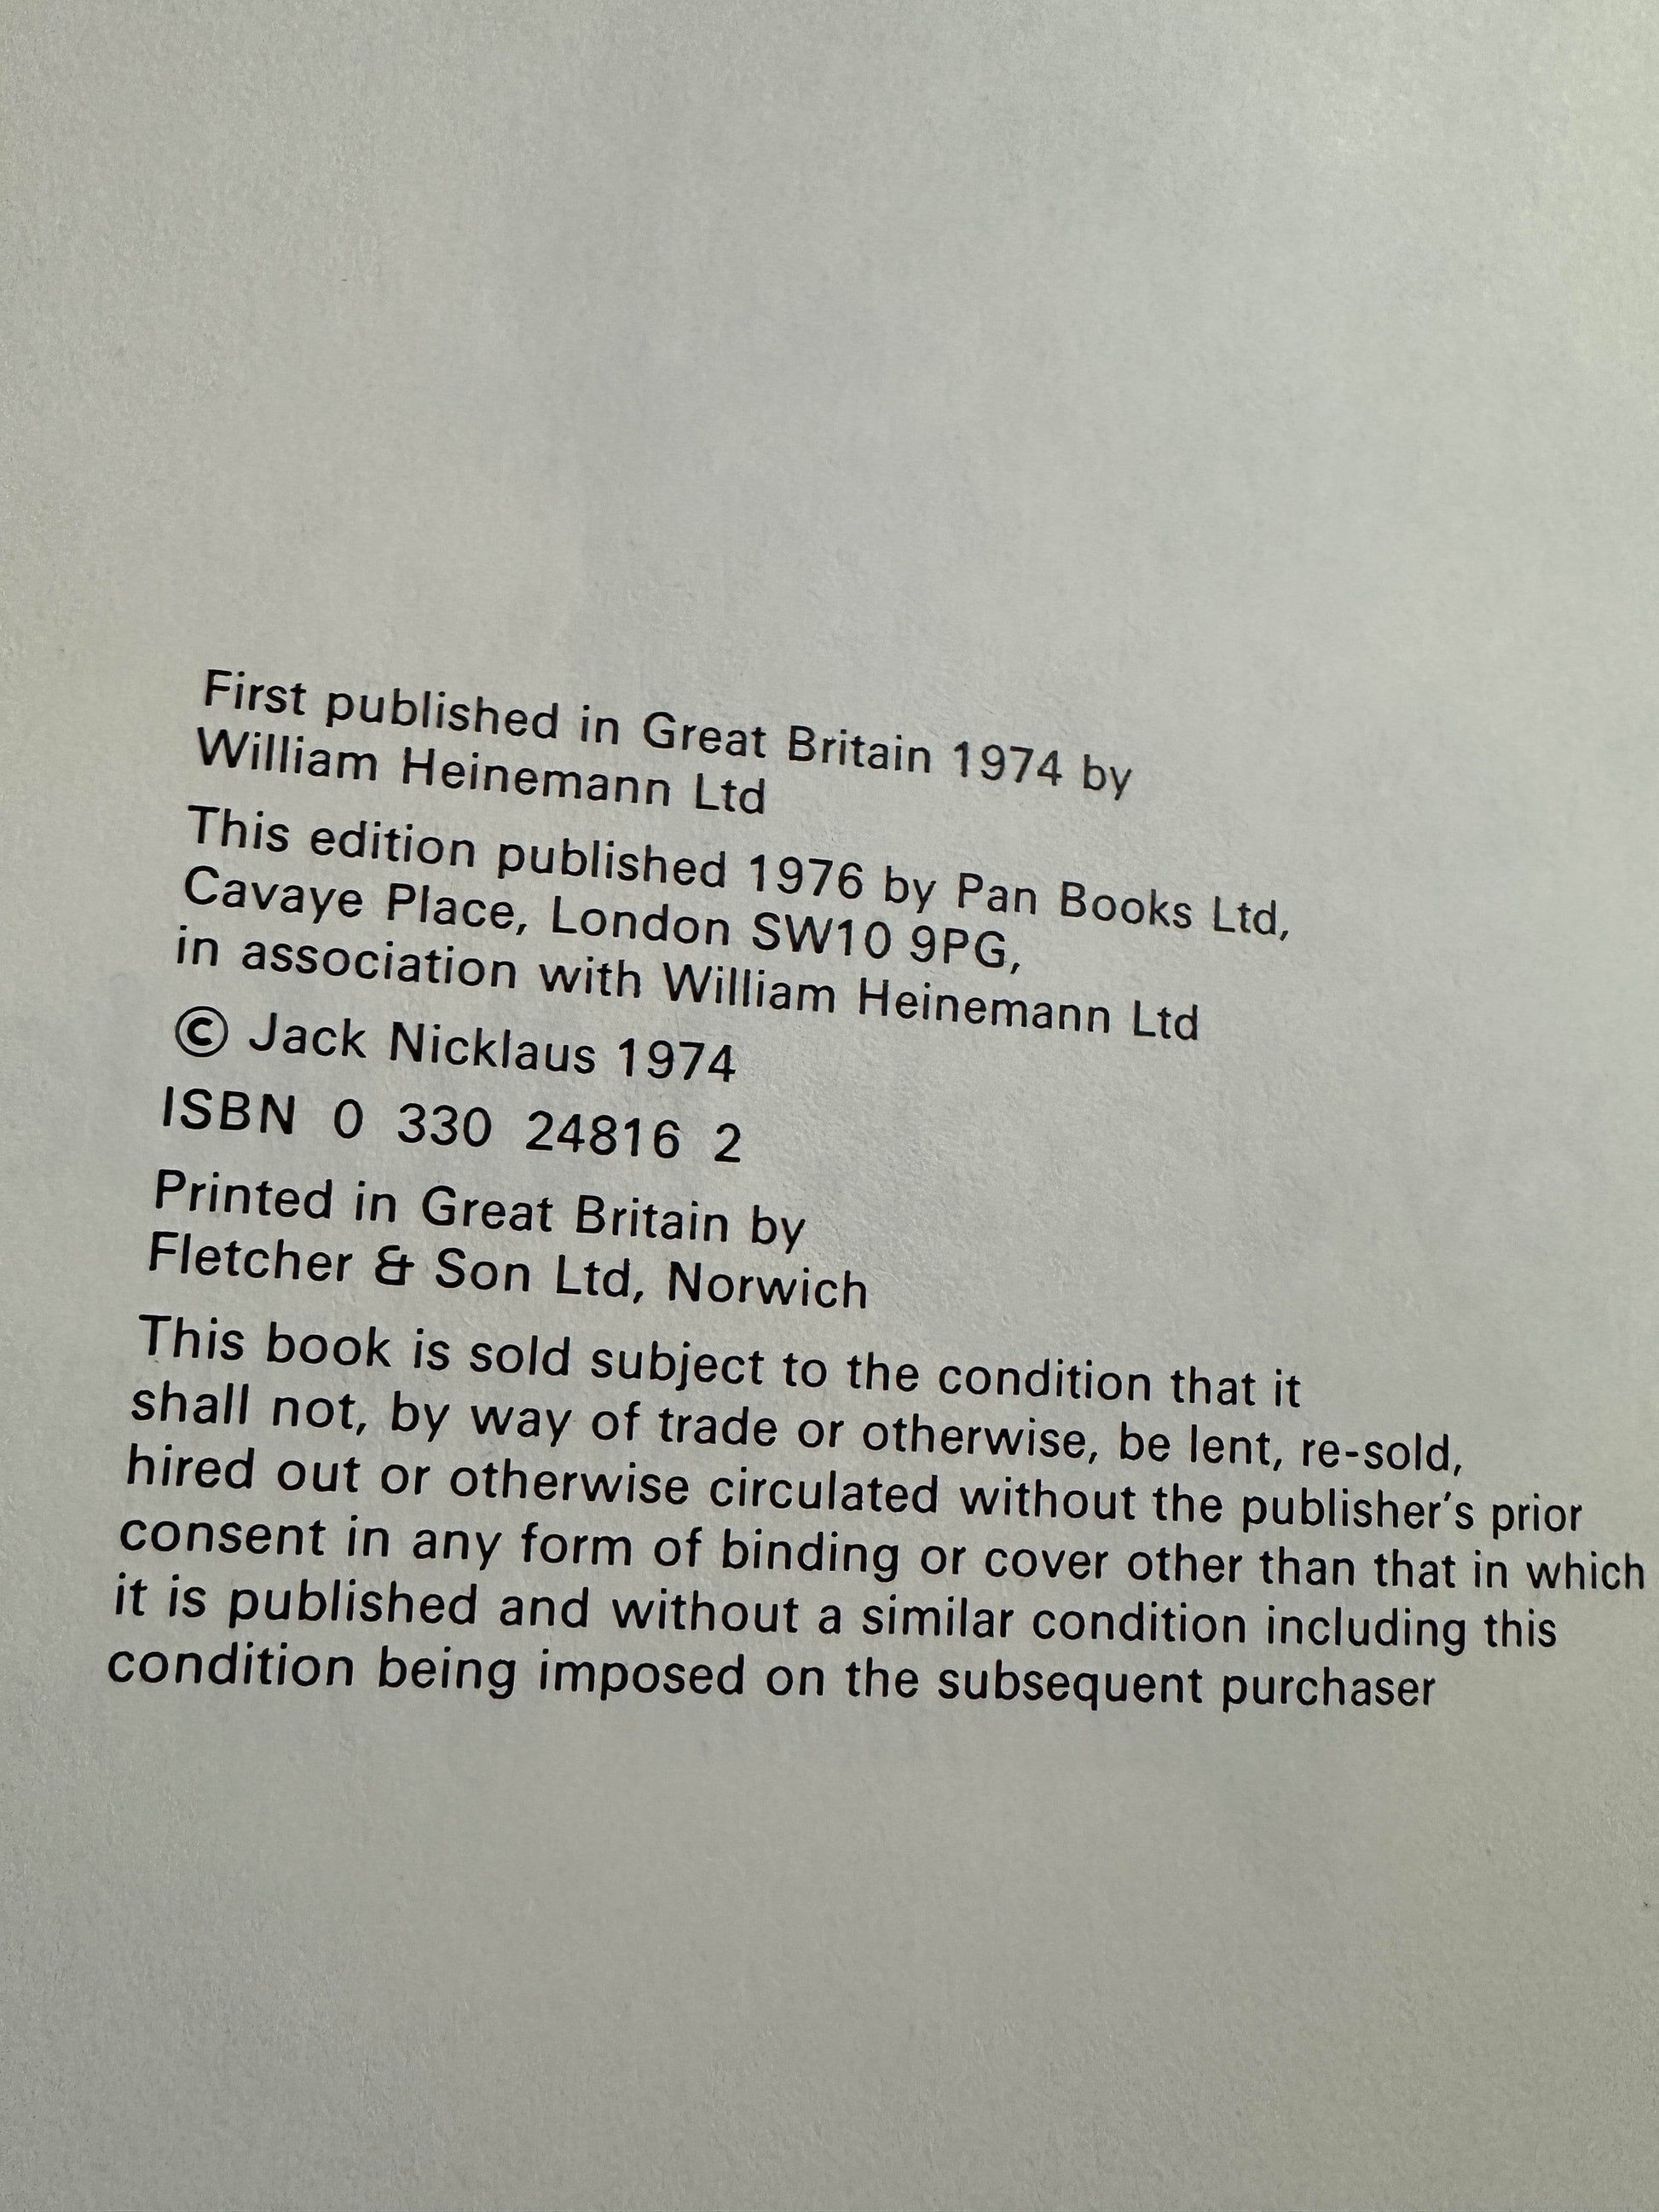 First published in Great Britain 1974 by
William Heinemann Ltd
This edition published 1976 by Pan Books Ltd,
Cavaye Place, London SW10 9PG,
in association with William Heinemann Ltd
© Jack Nicklaus 1974
ISBN 0 330 24816 2
Printed in Great Britain by
Fletcher & Son Ltd, Norwich
This book is sold subject to the condition that it
shall not, by way of trade or otherwise, be lent, re-sold,
hired out or otherwise circulated without the publisher's prior
consent in any form of binding or cover other than that in which
it is published and without a similar condition including this
condition being imposed on the subsequent purchaser